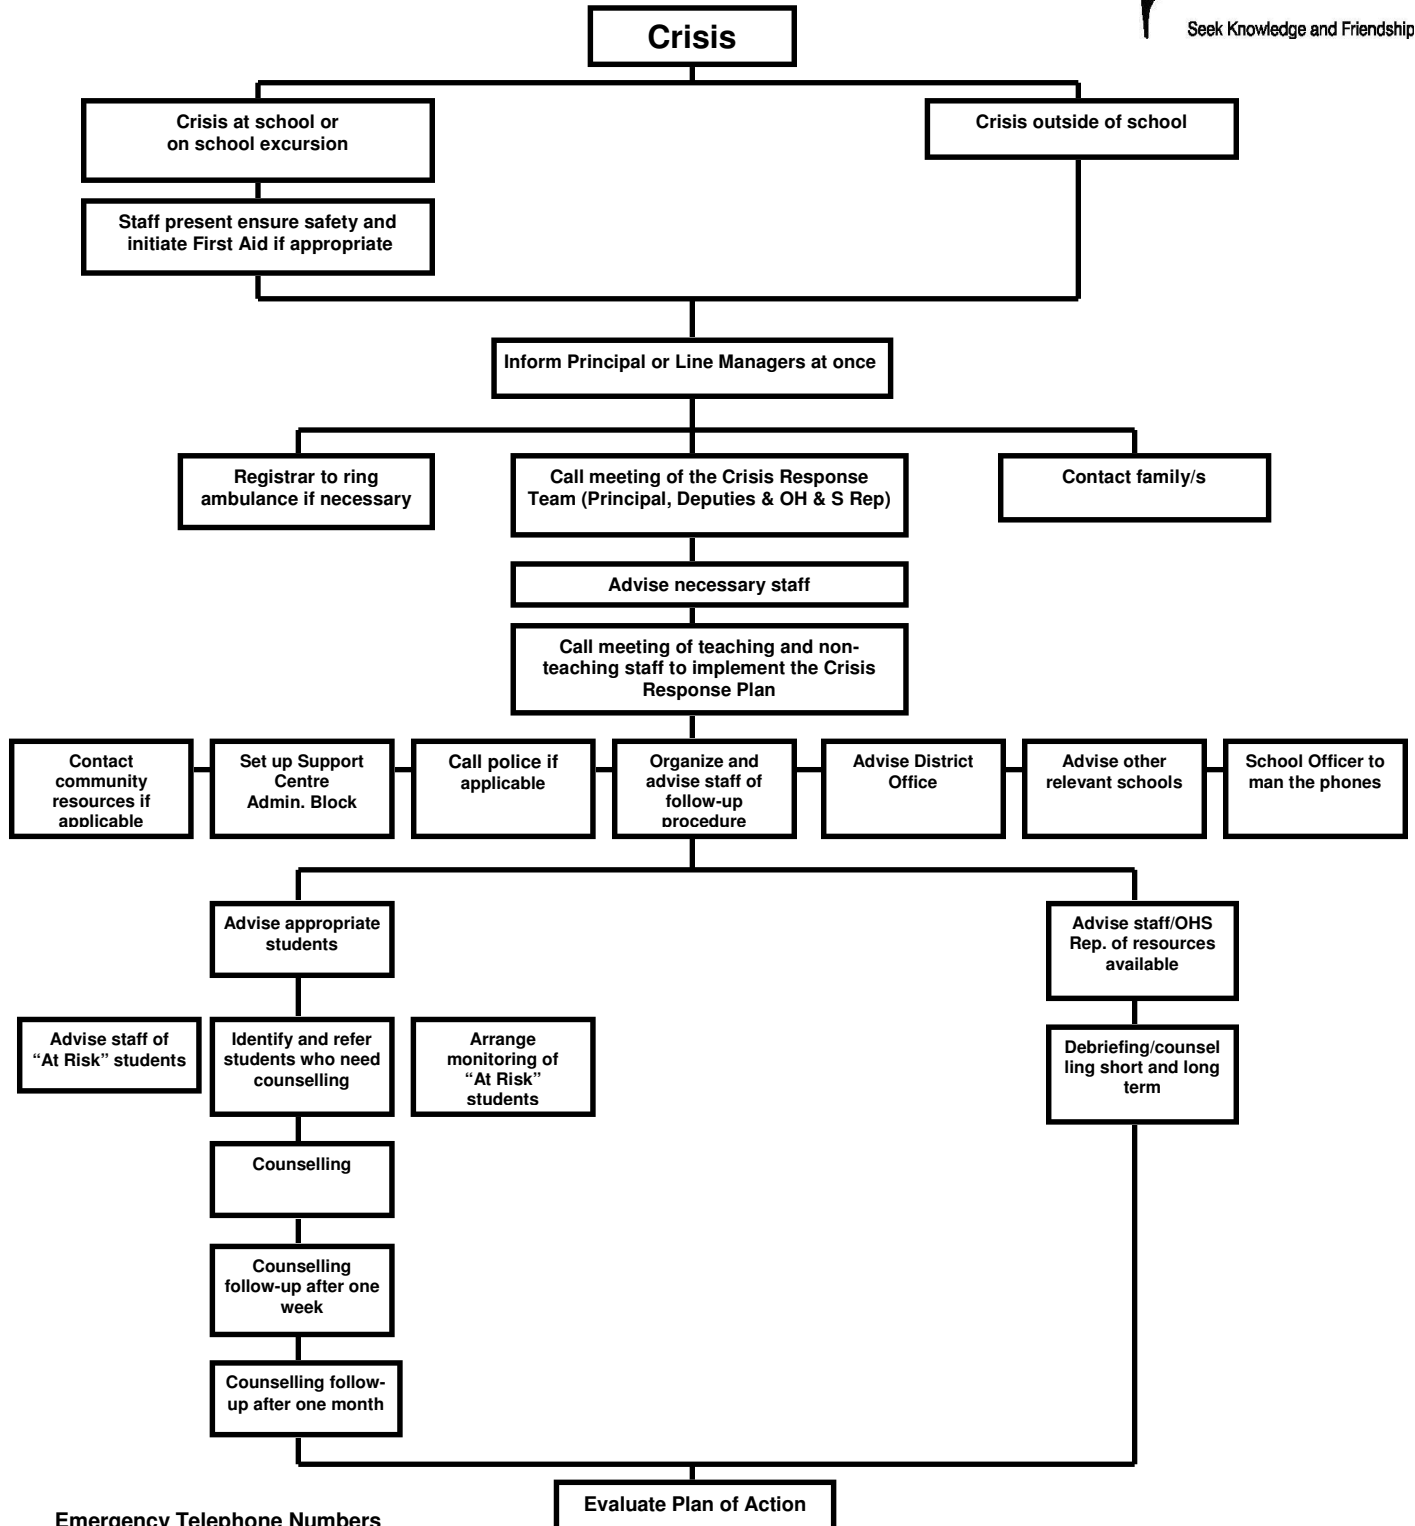 Crisis
Seek Knowledge and Friendship
Crisis at school or
on school excursion
Crisis outside of school
Staff present ensure safety and
initiate First Aid if appropriate
Inform Principal or Line Managers at once
Registrar to ring
ambulance if necessary
Call meeting of the Crisis Response
Team (Principal, Deputies & OH & S Rep)
Contact family/s
Advise necessary staff
Call meeting of teaching and non-
teaching staff to implement the Crisis
Response Plan
Contact
community
resources if
applicable
Set up Support
Centre
Admin. Block
Call police if
applicable
Organize and
advise staff of
follow-up
procedure
Advise District
Office
Advise other
relevant schools
School Officer to
man the phones
Advise appropriate
students
Advise staff/OHS
Rep. of resources
available
Advise staff of
“At Risk” students
Identify and refer
students who need
counselling
Arrange
monitoring of
“At Risk”
students
Debriefing/counsel
ling short and long
term
Counselling
Counselling
follow-up after one
week
Counselling follow-
up after one month
Evaluate Plan of Action
Emergency Telephone Numbers